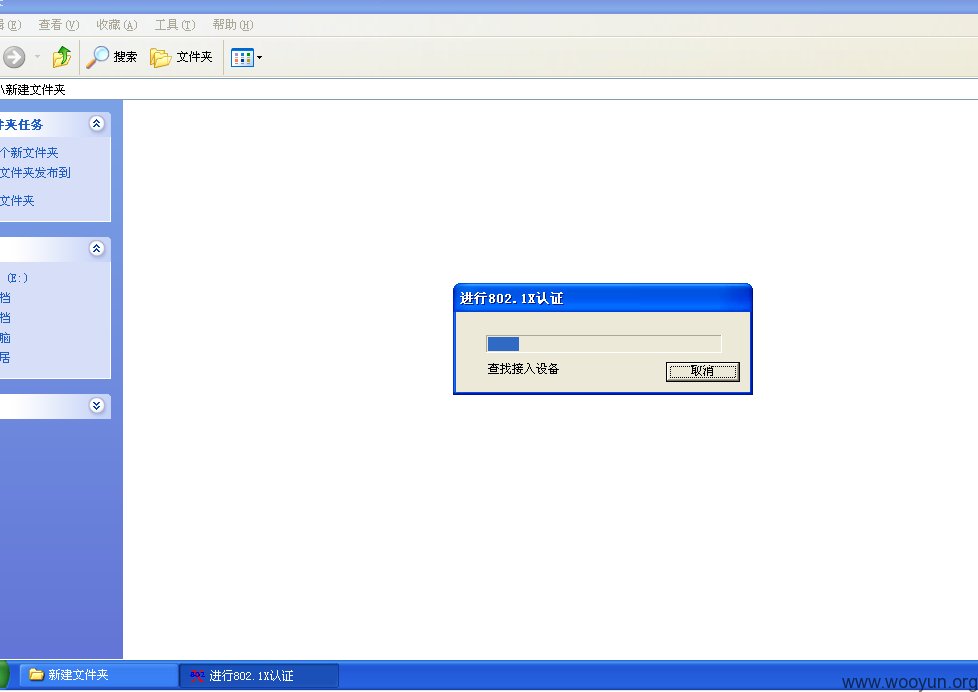 查看(V) 收藏(A) 工具(T) 帮助(H)
搜索 文件夹
\新建文件夹
件夹任务
个新文件夹
文件夹发布到
文件夹
(E:)
档
档
脑
居
进行802.1X认证
查找接入设备
取消
新建文件夹
802 进行802.1X认证
www.wooyun.org